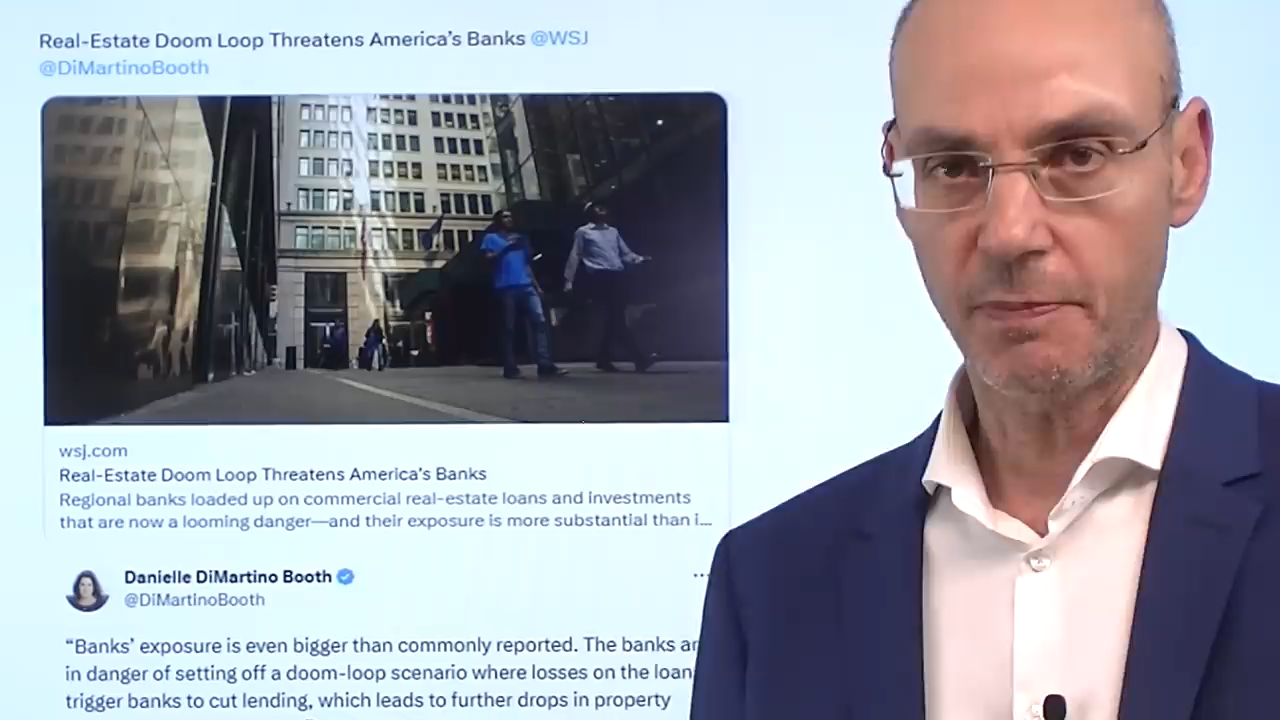 Real-Estate Doom Loop Threatens America's Banks @WSJ
@DiMartinoBooth
wsj.com
Real-Estate Doom Loop Threatens America's Banks
Regional banks loaded up on commercial real-estate loans and investments
that are now a looming danger—and their exposure is more substantial than i...
Danielle DiMartino Booth
...
@DiMartinoBooth
“Banks' exposure is even bigger than commonly reported. The banks
in danger of setting off a doom-loop scenario where losses on the loan
trigger banks to cut lending, which leads to further drops in property